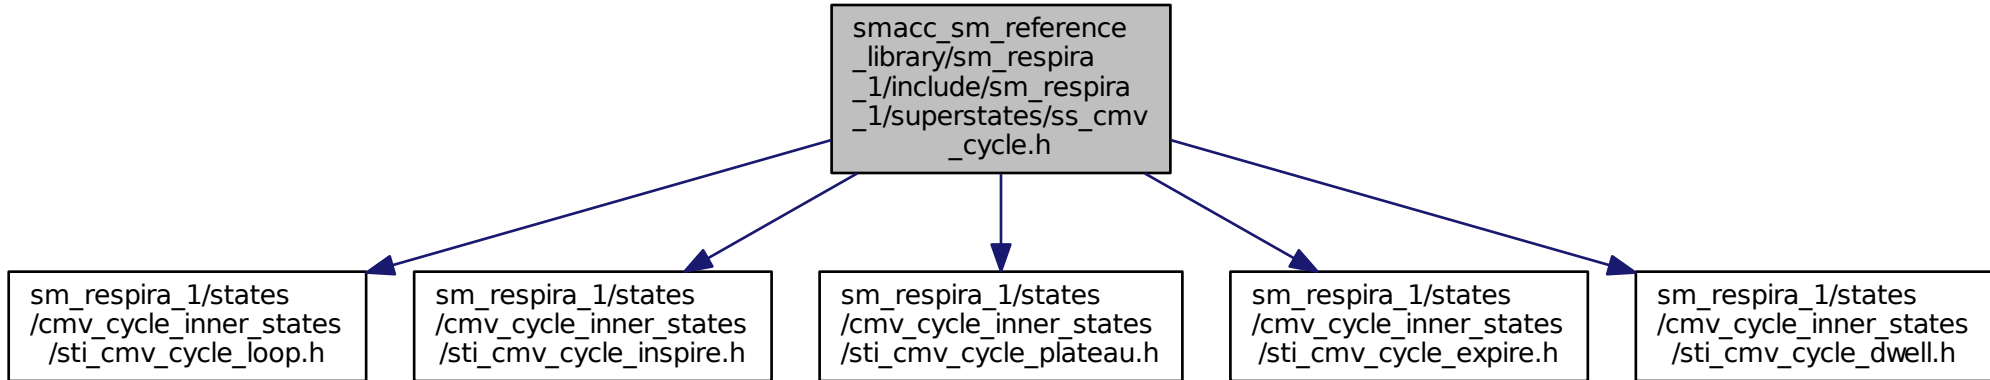 smacc_sm_reference
_library/sm_respira
_1/include/sm_respira
_1/superstates/ss_cmv
_cycle.h
sm_respira_1/states
/cmv_cycle_inner_states
/sti_cmv_cycle_loop.h
sm_respira_1/states
/cmv_cycle_inner_states
/sti_cmv_cycle_inspire.h
sm_respira_1/states
/cmv_cycle_inner_states
/sti_cmv_cycle_plateau.h
sm_respira_1/states
/cmv_cycle_inner_states
/sti_cmv_cycle_expire.h
sm_respira_1/states
/cmv_cycle_inner_states
/sti_cmv_cycle_dwell.h